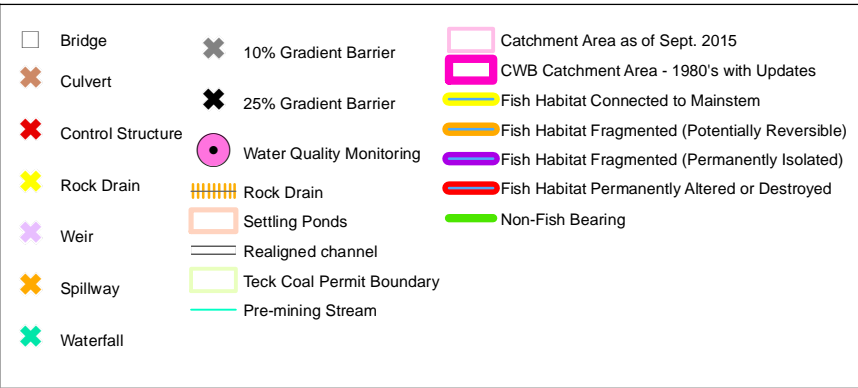 Bridge
Culvert
Control Structure
Rock Drain
Weir
Spillway
Waterfall
10% Gradient Barrier
25% Gradient Barrier
Water Quality Monitoring
Rock Drain
Settling Ponds
Realigned channel
Teck Coal Permit Boundary
Pre-mining Stream
Catchment Area as of Sept. 2015
CWB Catchment Area - 1980's with Updates
Fish Habitat Connected to Mainstem
Fish Habitat Fragmented (Potentially Reversible)
Fish Habitat Fragmented (Permanently Isolated)
Fish Habitat Permanently Altered or Destroyed
Non-Fish Bearing